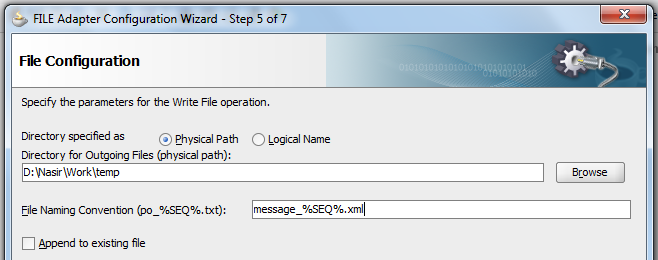 FILE Adapter Configuration Wizard - Step 5 of 7
File Configuration
Specify the parameters for the Write File operation.
Directory specified as Physical Path Logical Name
Directory for Outgoing Files (physical path):
D:\Nasir\Work\temp Browse
File Naming Convention (po_%SEQ%.txt): message_%SEQ%.xml
Append to existing file